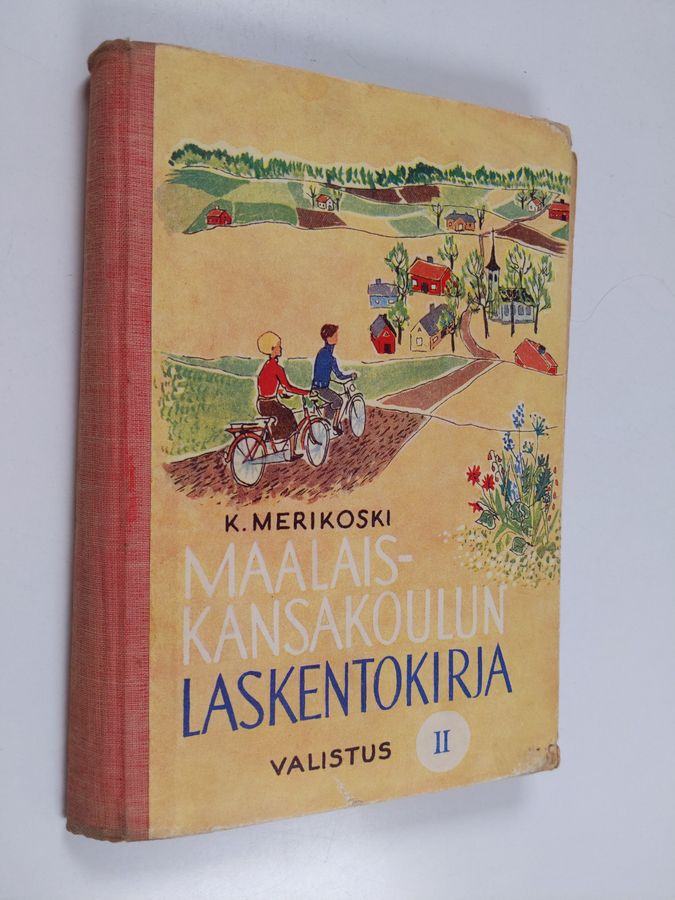 K. MERIKOSKI
MAALAIS-
KANSAKOULUN
LASKENTOKIRJA
VALISTUS II